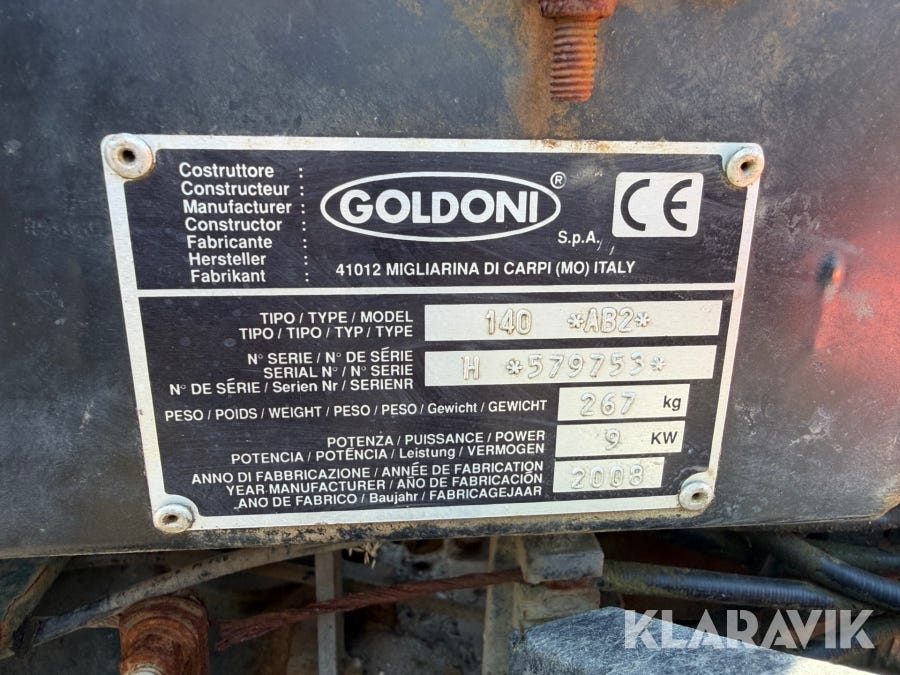 Costruttore :
Constructeur :
Manufacturer :
Constructor :
Fabricante :
Hersteller :
Fabrikant :
GOLDONI ®
S.p.A.
CE
41012 MIGLIARINA DI CARPI (MO) ITALY
TIPO / TYPE / MODEL
TIPO / TIPO / TYP / TYPE
140 *AB2*
N° SERIE / N° DE SÉRIE
SERIAL N° / N° SERIE
N° DE SÉRIE / Serien Nr / SERIENR
H *579753*
PESO / POIDS / WEIGHT / PESO / PESO / Gewicht / GEWICHT 267 kg
POTENZA / PUISSANCE / POWER
POTENCIA / POTÊNCIA / Leistung / VERMOGEN
9 KW
ANNO DI FABBRICAZIONE / ANNÉE DE FABRICATION
YEAR MANUFACTURER / AÑO DE FABRICACIÓN
ANO DE FABRICO / Baujahr / FABRICAGEJAAR
2008
KLARAVIK